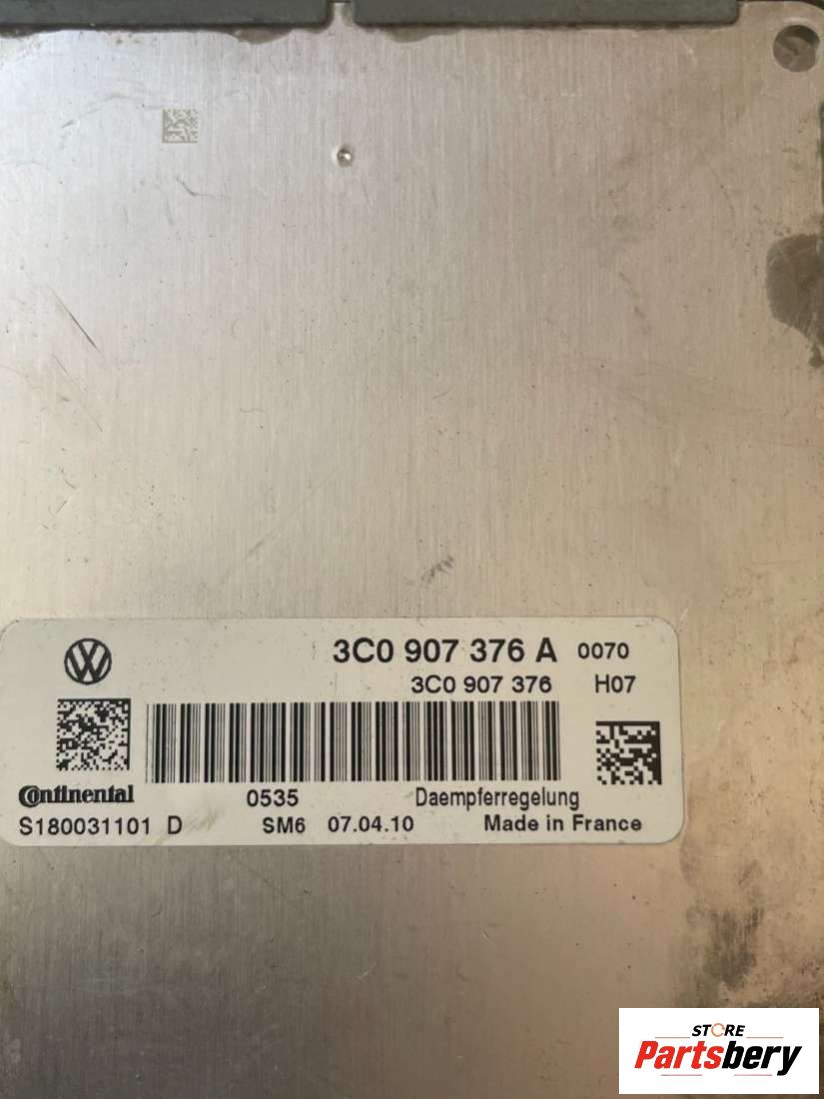 3C0 907 376 A 0070
3C0 907 376 H07
Continental 0535 Daempferregelung
S180031101 D SM6 07.04.10 Made in France
STORE
Partsbery